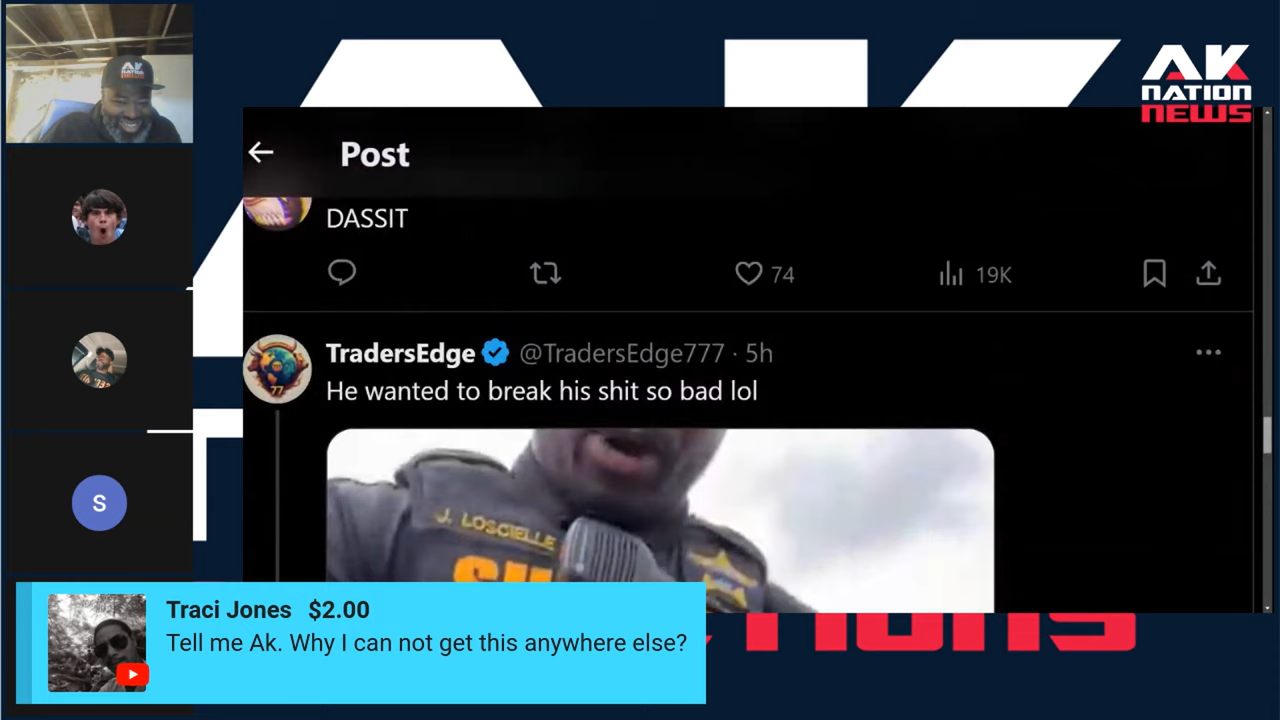 AK
NATION
NEWS
Post
DASSIT
74
19K
TradersEdge @TradersEdge777 · 5h
He wanted to break his shit so bad lol
J. LOSCIELLE
S
Traci Jones $2.00
Tell me Ak. Why I can not get this anywhere else?